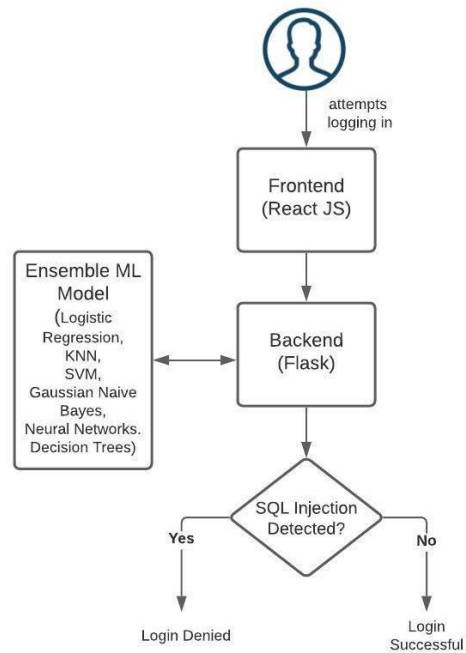 attempts
logging in
Frontend
(React JS)
Ensemble ML
Model
(Logistic
Regression,
KNN,
SVM,
Gaussian Naive
Bayes,
Neural Networks.
Decision Trees)
Backend
(Flask)
SQL Injection
Detected?
Yes
No
Login Denied
Login
Successful